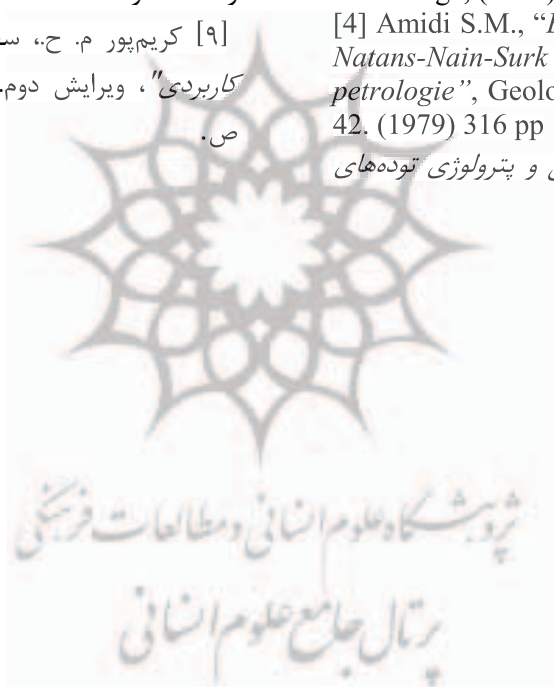 [4] Amidi S.M., “
Natans-Nain-Surk
petrologie”, Geolo
42. (1979) 316 pp
و پترولوژی توده‌های
[۹] کریم‌پور م. ح.، س
کاربردی"، ویرایش دوم.
ص.
پژوهشگاه علوم انسانی و مطالعات فرهنگی
پرتال جامع علوم انسانی